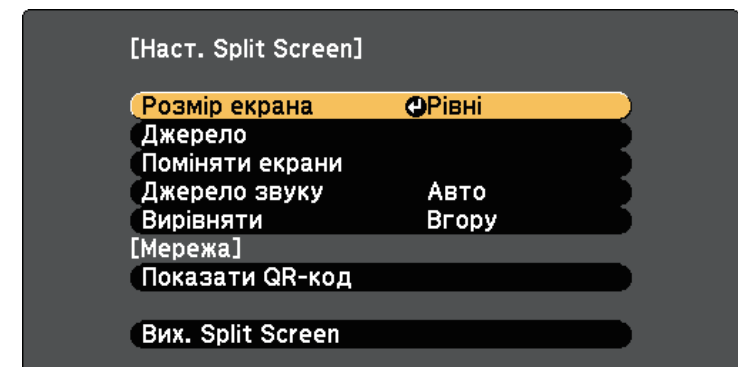 [Наст. Split Screen]
Розмір екрана Рівні
Джерело
Поміняти екрани
Джерело звуку Авто
Вирівняти Вгору
[Мережа]
Показати QR-код
Вих. Split Screen